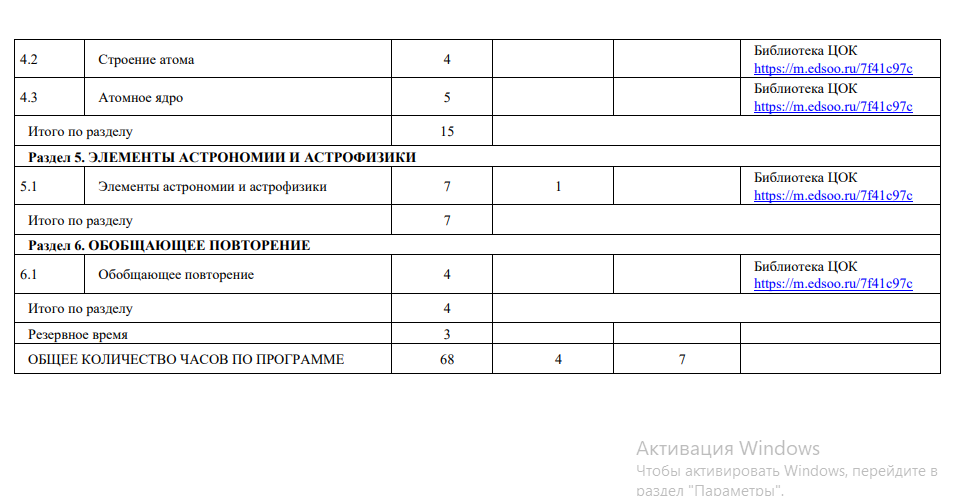 4.2 Строение атома 4 Библиотека ЦОК
https://m.edsoo.ru/7f41c97c
4.3 Атомное ядро 5 Библиотека ЦОК
https://m.edsoo.ru/7f41c97c
Итого по разделу 15
Раздел 5. ЭЛЕМЕНТЫ АСТРОНОМИИ И АСТРОФИЗИКИ
5.1 Элементы астрономии и астрофизики 7 1 Библиотека ЦОК
https://m.edsoo.ru/7f41c97c
Итого по разделу 7
Раздел 6. ОБОБЩАЮЩЕЕ ПОВТОРЕНИЕ
6.1 Обобщающее повторение 4 Библиотека ЦОК
https://m.edsoo.ru/7f41c97c
Итого по разделу 4
Резервное время 3
ОБЩЕЕ КОЛИЧЕСТВО ЧАСОВ ПО ПРОГРАММЕ 68 4 7
Активация Windows
Чтобы активировать Windows, перейдите в
раздел "Параметры".